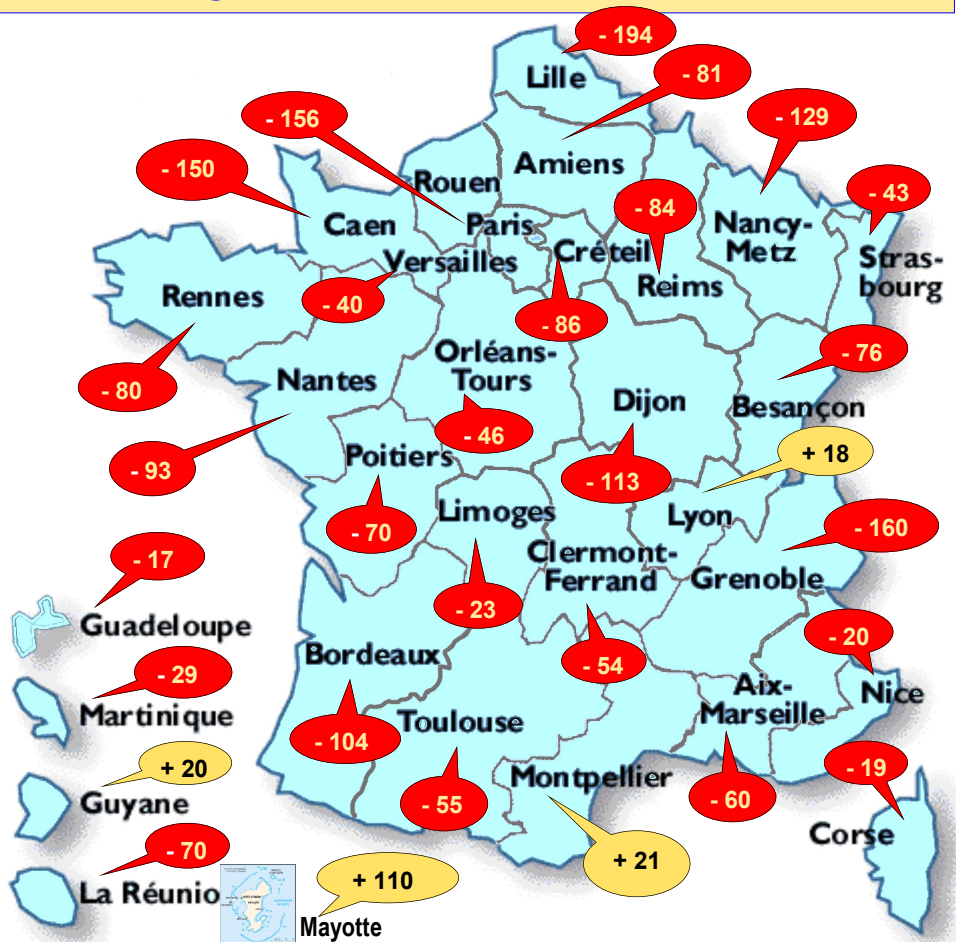 - 194
Lille
- 81
- 156
- 129
- 150
Amiens
Rouen
- 43
- 84
Caen
Paris
Nancy-
Metz
Créteil
Versailles
Stras-
bourg
Rennes
Reims
- 40
- 86
Orléans-
Tours
- 76
Nantes
- 80
Dijon
Besançon
- 46
+ 18
Poitiers
- 93
- 113
Limoges
Lyon
- 70
- 160
Clermont-
Ferrand
- 17
Grenoble
- 23
Guadeloupe
- 20
Bordeaux
- 54
- 29
Aix-
Marseille
Nice
Martinique
Toulouse
- 104
+ 20
- 19
Montpellier
- 60
Guyane
- 55
Corse
- 70
+ 21
+ 110
La Réunio
Mayotte